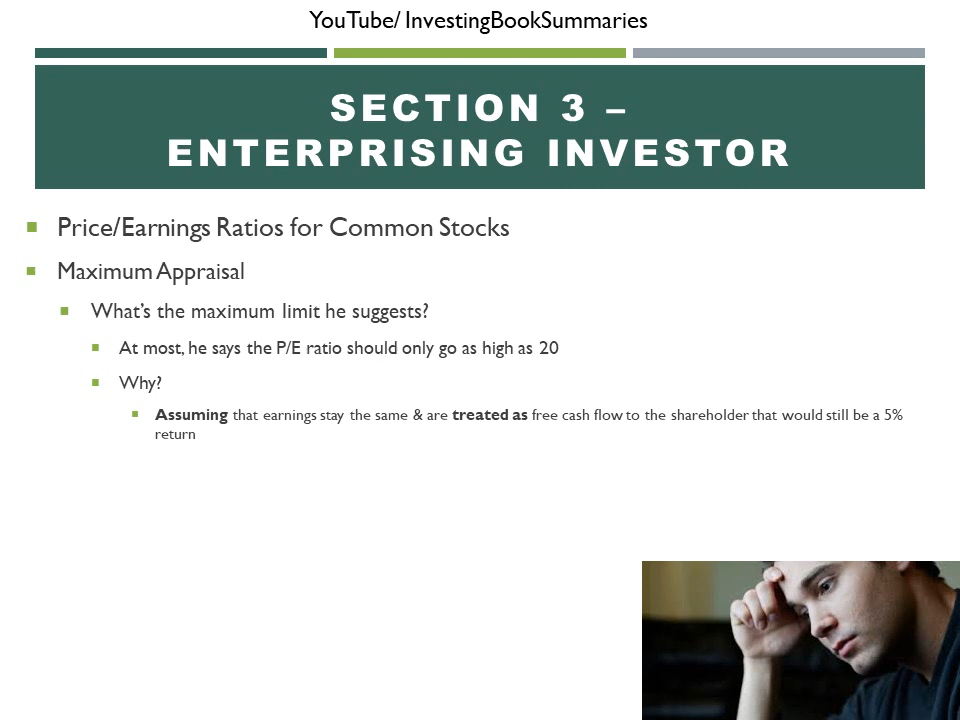 YouTube/ InvestingBookSummaries
SECTION 3 –
ENTERPRISING INVESTOR
Price/Earnings Ratios for Common Stocks
Maximum Appraisal
What's the maximum limit he suggests?
At most, he says the P/E ratio should only go as high as 20
Why?
Assuming that earnings stay the same & are treated as free cash flow to the shareholder that would still be a 5%
return